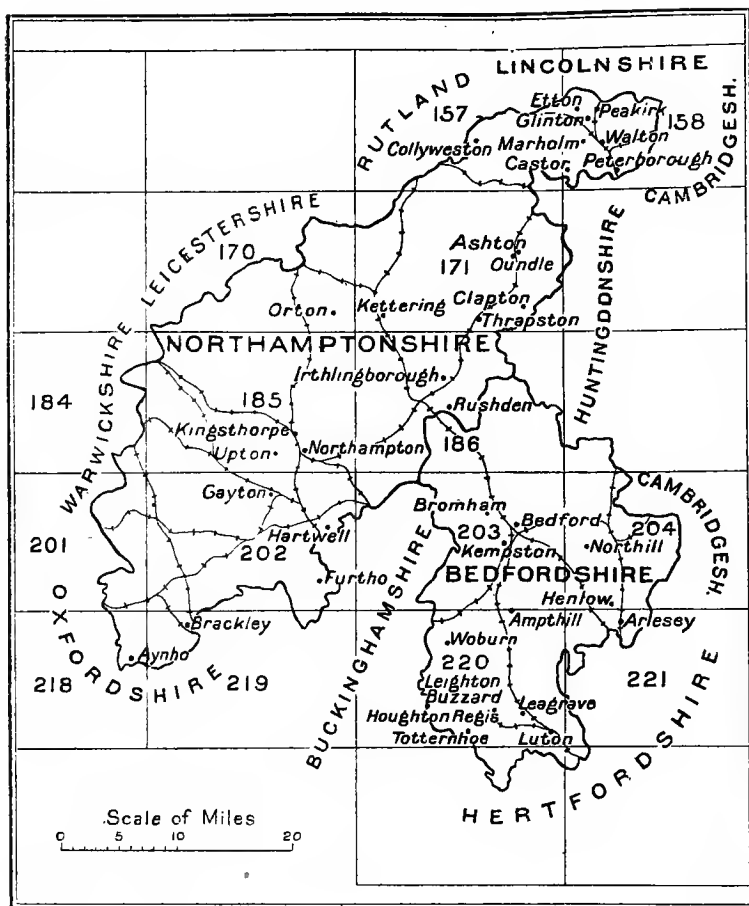 LINCOLNSHIRE
RUTLAND
CAMBRIDGESH.
157
Etton
Peakirk
158
Glinton
Walton
Collyweston
Marholm
Castor
Peterborough
CAMBRIDGESH.
LEICESTERSHIRE
170
HUNTINGDONSHIRE
Ashton
171
Oundle
Orton
Kettering
Clapton
Thrapston
NORTHAMPTONSHIRE
WARWICKSHIRE
Irthlingborough
184
185
Rushden
Kingsthorpe
186
Upton
Northampton
Gayton
CAMBRIDGESH.
Bromham
Bedford
204
Hartwell
203
201
202
Kempston
Northill
Furtho
BUCKINGHAMSHIRE
BEDFORDSHIRE
Henlow
OXFORDSHIRE
Brackley
Ampthill
Arlesey
Aynho
Woburn
218
219
220
221
Leighton
Buzzard
Leagrave
Houghton Regis
Totternhoe
Luton
HERTFORDSHIRE
Scale of Miles
0 5 10 20